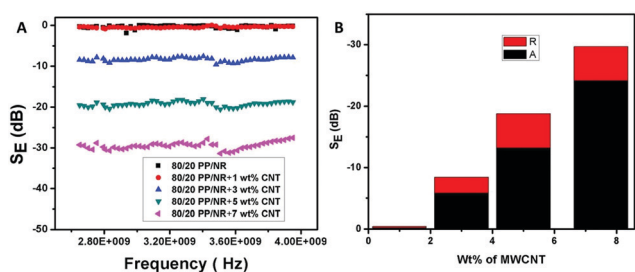 A
0
-10
-20
-30
-40
-50
S_E (dB)
80/20 PP/NR
80/20 PP/NR+1 wt% CNT
80/20 PP/NR+3 wt% CNT
80/20 PP/NR+5 wt% CNT
80/20 PP/NR+7 wt% CNT
2.80E+009 3.20E+009 3.60E+009 4.00E+009
Frequency ( Hz)
B
R
A
-30
-20
-10
0
S_E (dB)
0 2 4 6 8
Wt% of MWCNT